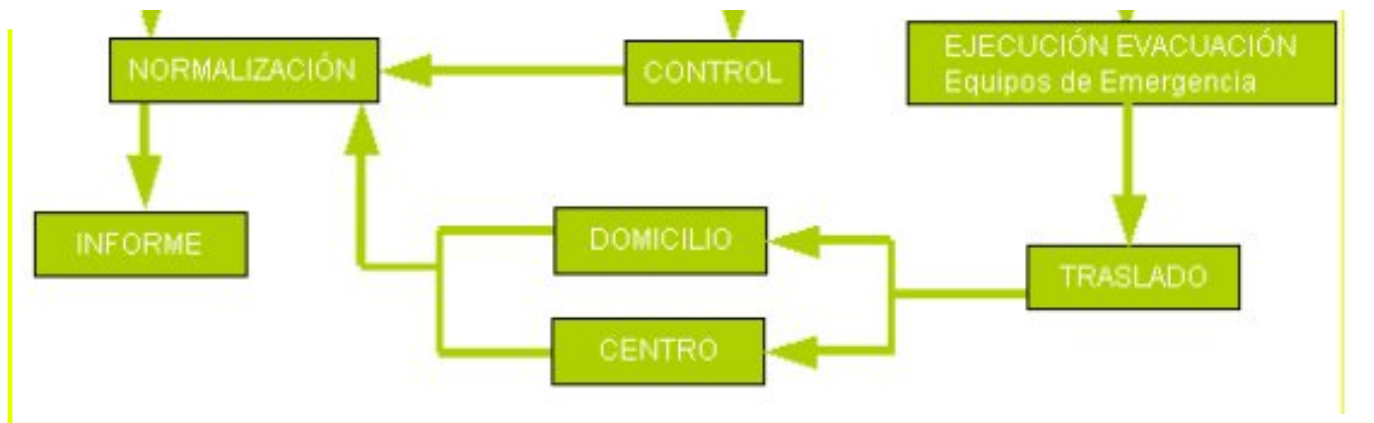 NORMALIZACIÓN
CONTROL
EJECUCIÓN EVACUACIÓN
Equipos de Emergencia
INFORME
DOMICILIO
TRASLADO
CENTRO